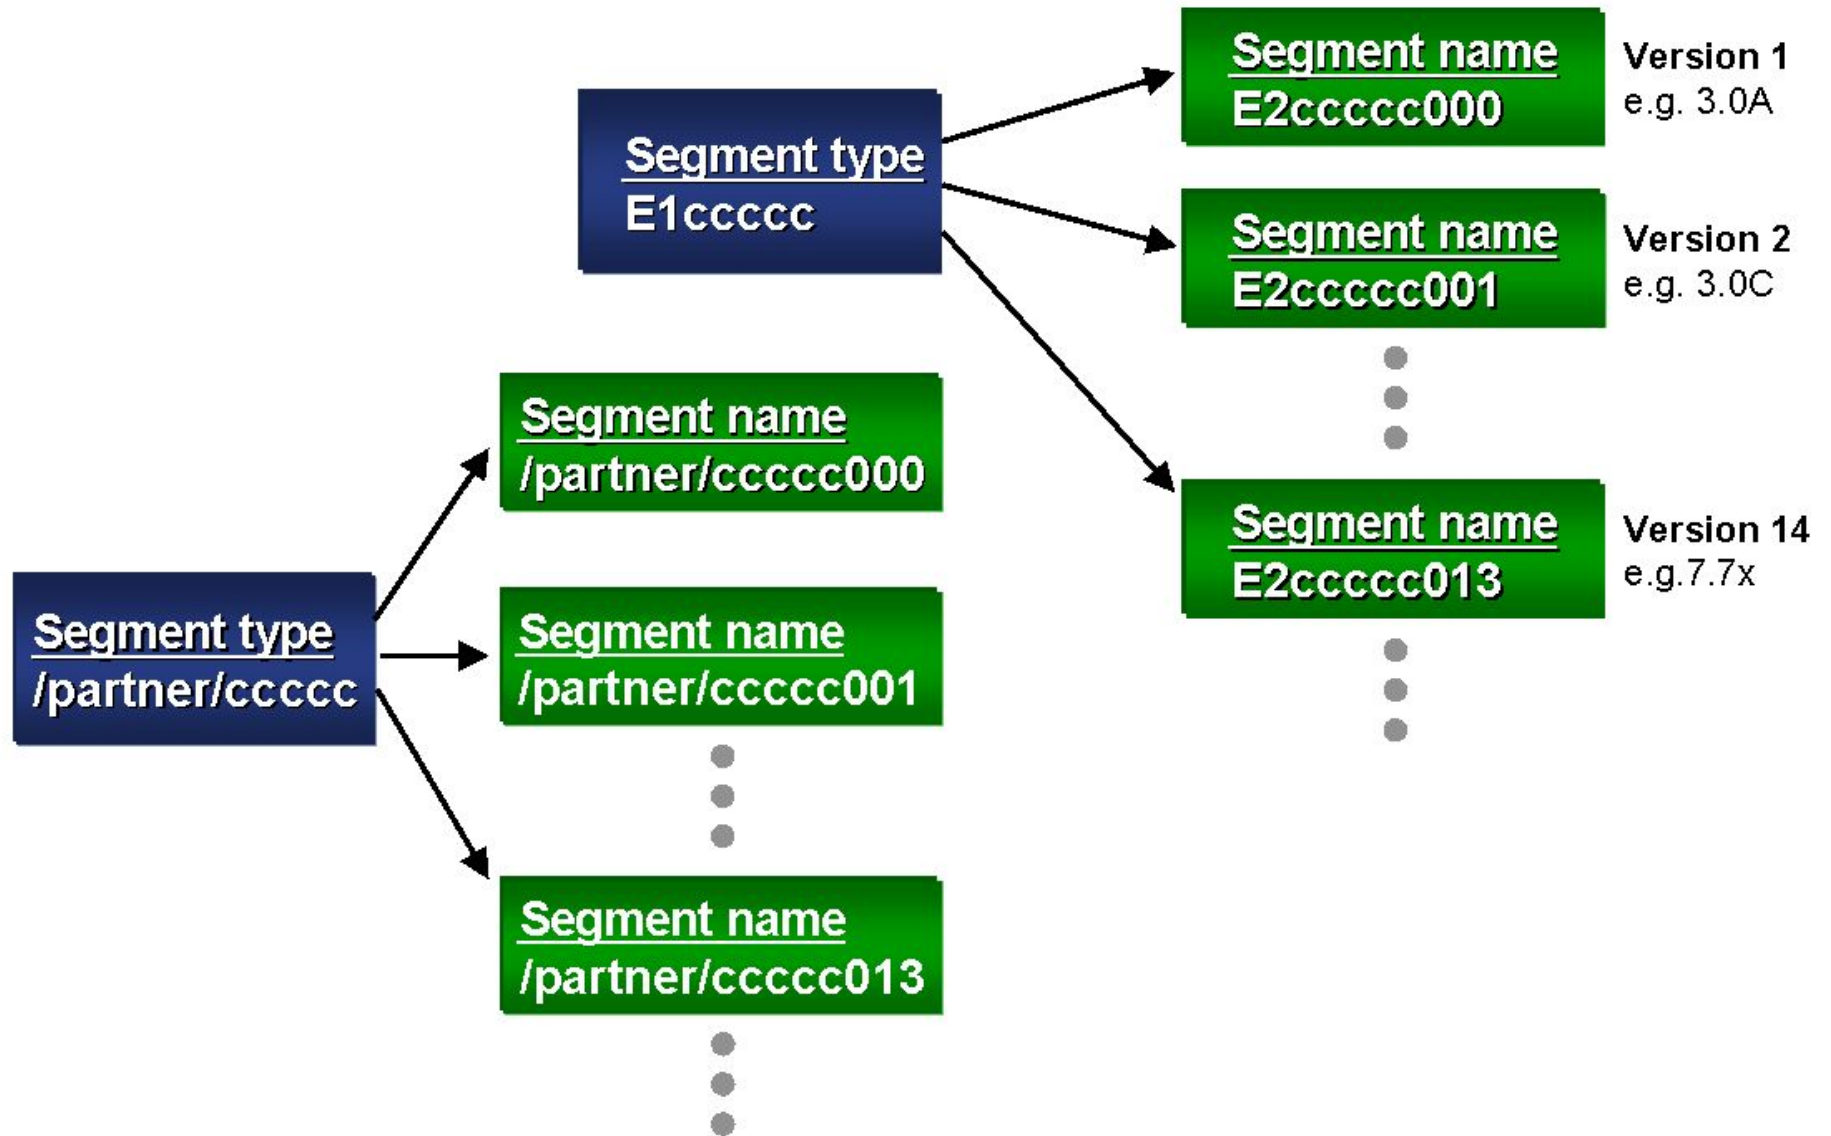 Segment type
E1ccccc
Segment name
E2ccccc000
Version 1
e.g. 3.0A
Segment name
E2ccccc001
Version 2
e.g. 3.0C
Segment name
E2ccccc013
Version 14
e.g.7.7x
Segment type
/partner/ccccc
Segment name
/partner/ccccc000
Segment name
/partner/ccccc001
Segment name
/partner/ccccc013